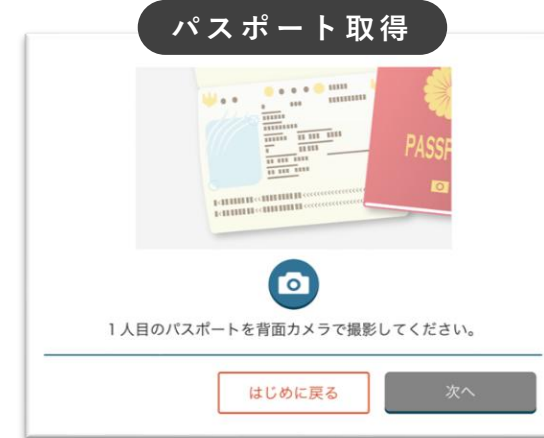 パスポート取得
PASSP
1人目のパスポートを背面カメラで撮影してください。
はじめに戻る
次へ